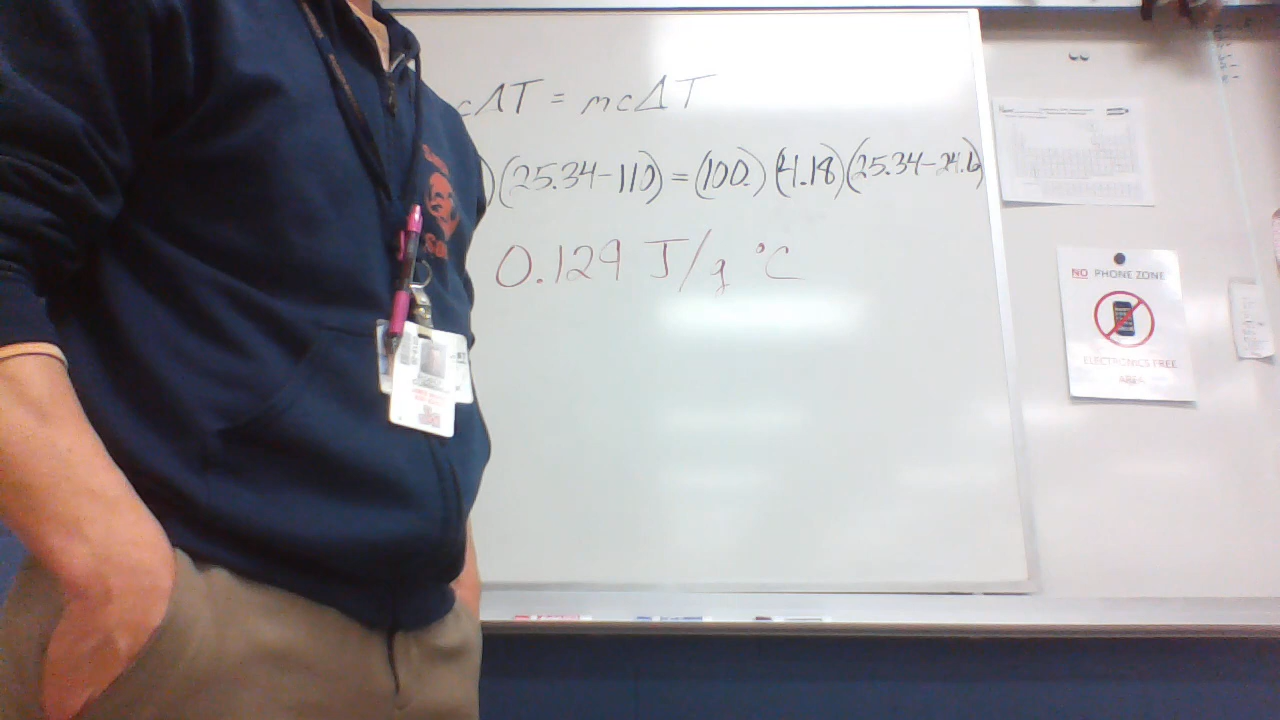 cΔT = mcΔT
)(25.34-110) = (100.)(4.18)(25.34-24.6)
0.129 J/g °C
NO PHONE ZONE
ELECTRONICS FREE
AREA